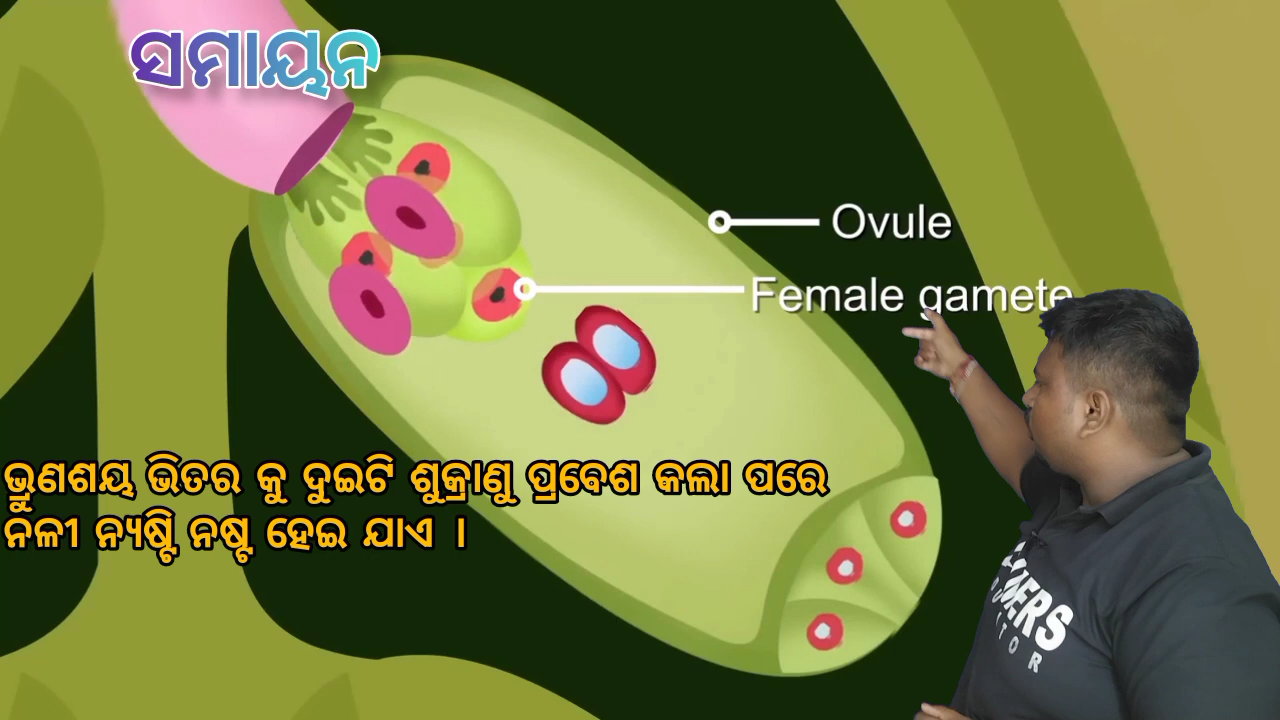 ସମାୟନ
Ovule
Female gamete
ଭ୍ରୁଣଶୟ ଭିତର କୁ ଦୁଇଟି ଶୁକ୍ରାଣୁ ପ୍ରବେଶ କଲା ପରେ
ନଳୀ ନ୍ୟଷ୍ଟି ନଷ୍ଟ ହେଇ ଯାଏ ।